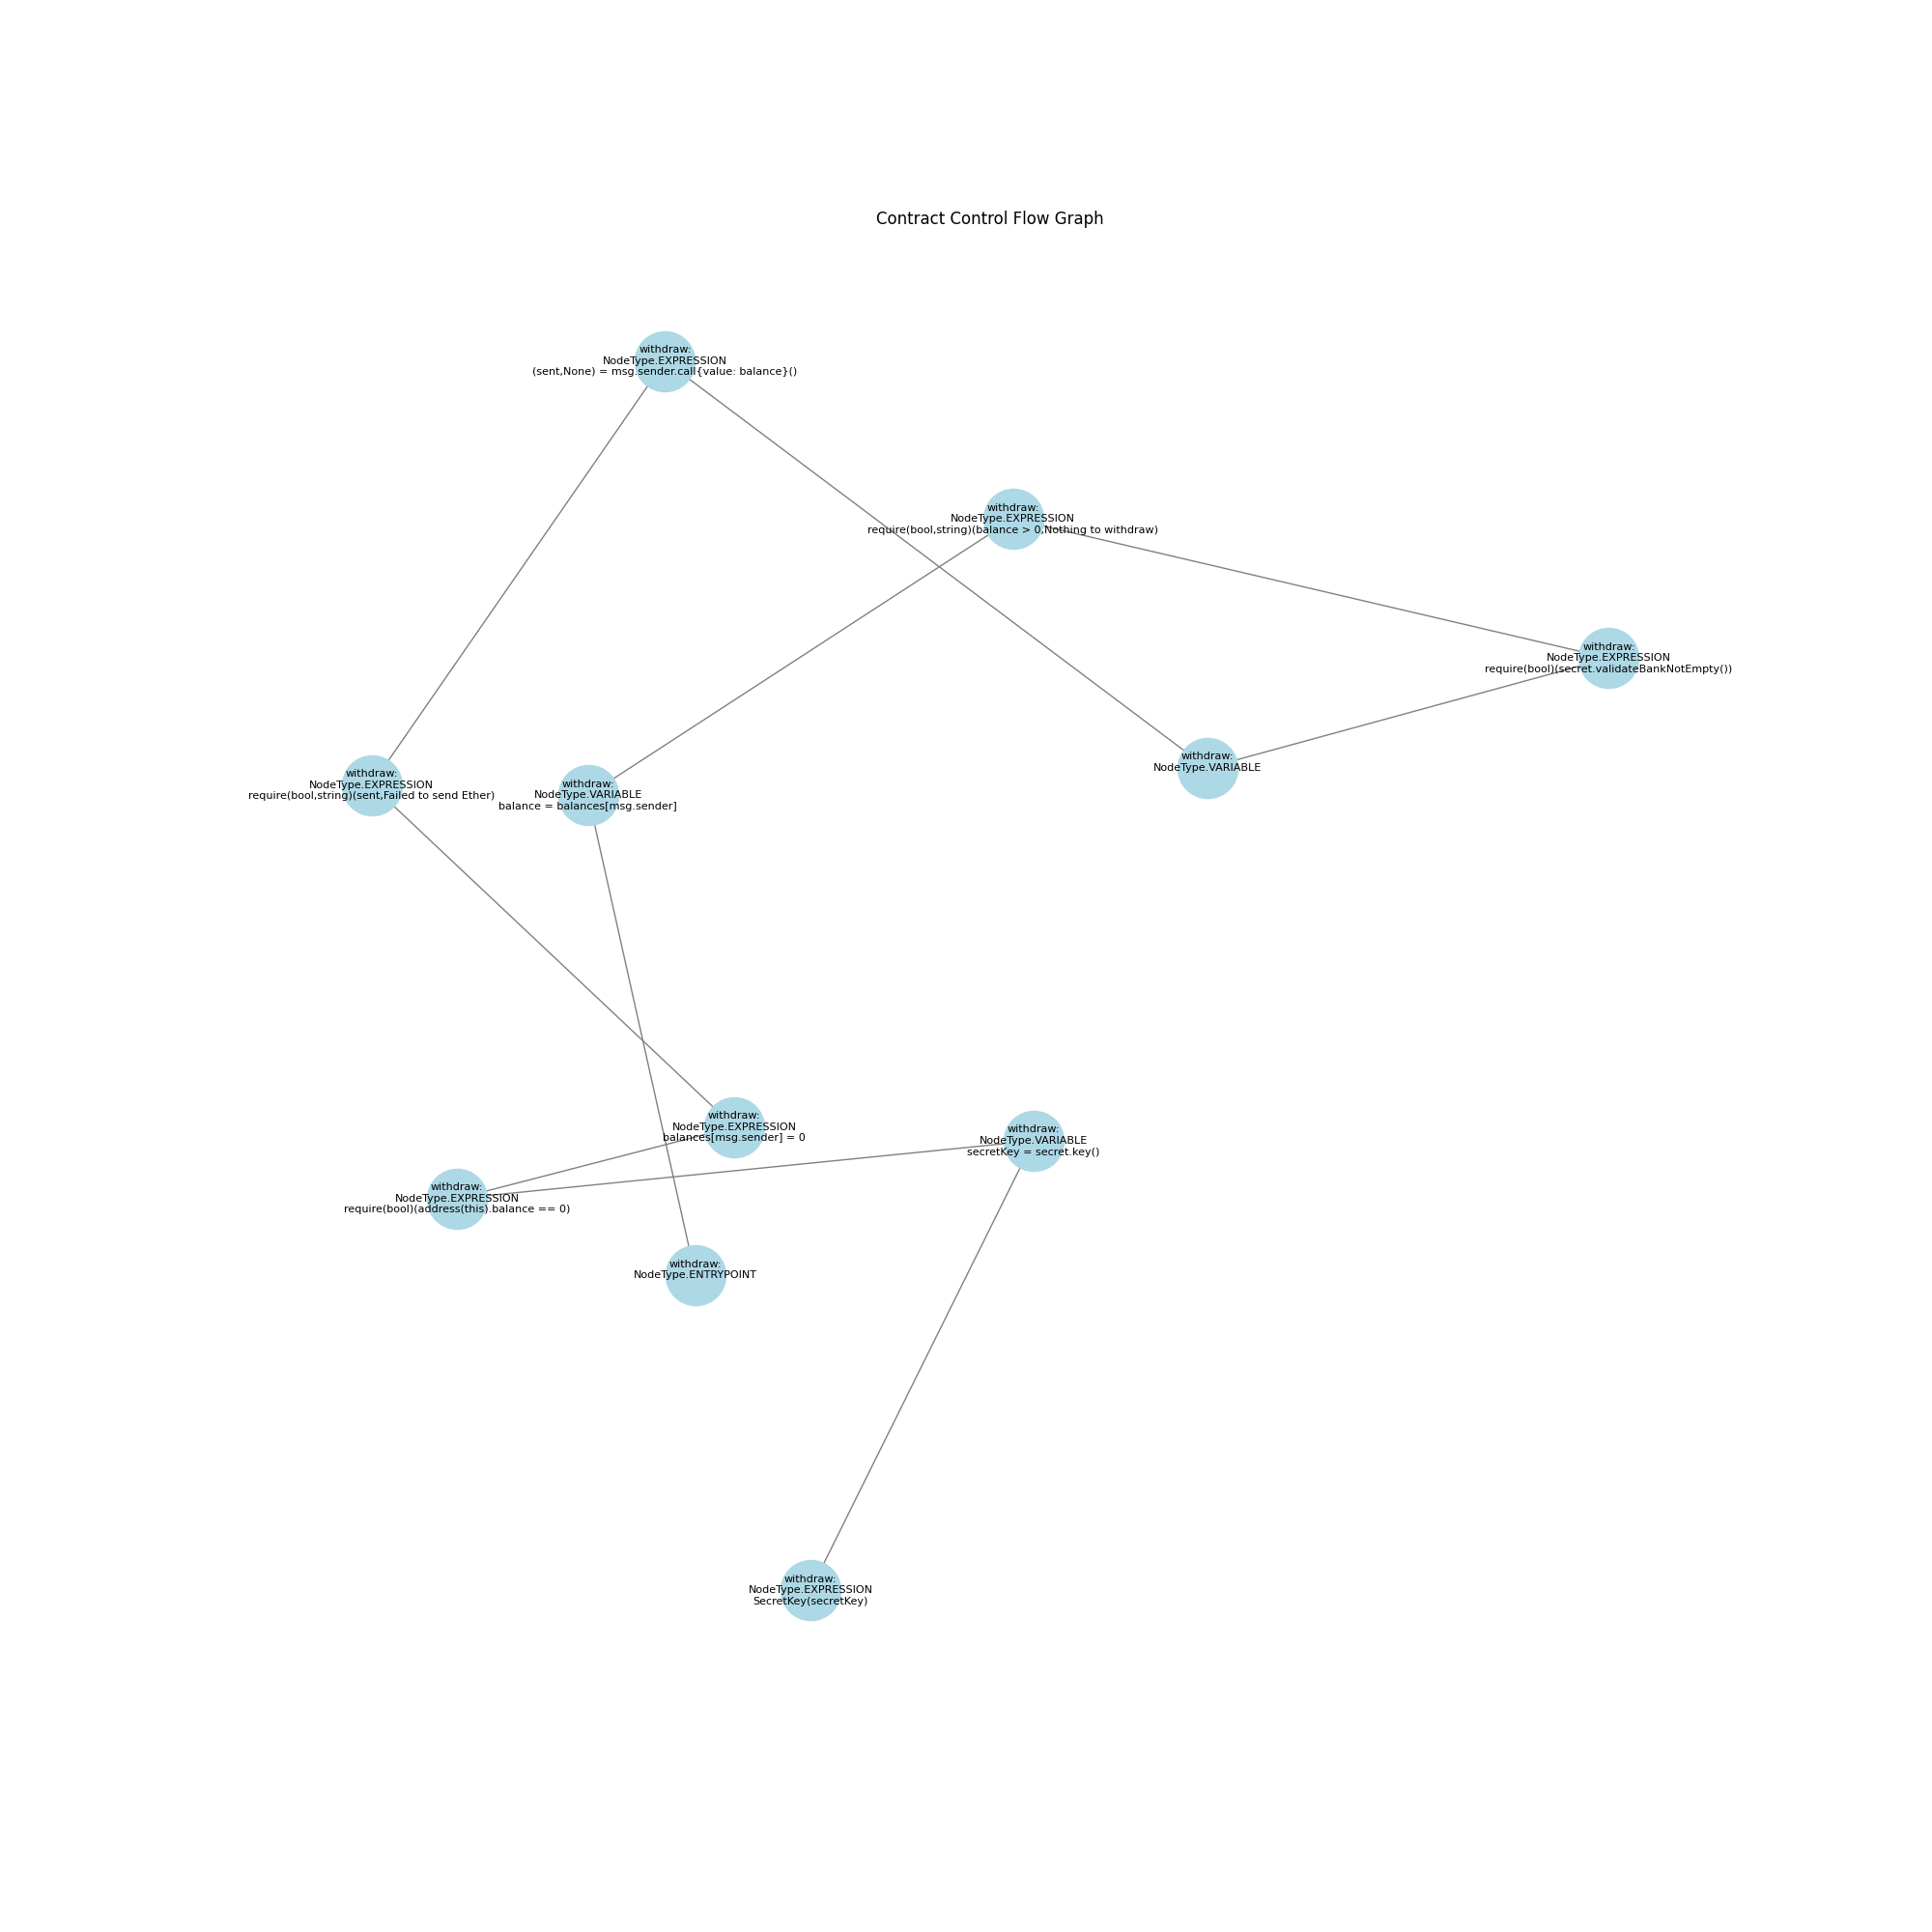 Contract Control Flow Graph
withdraw:
NodeType.EXPRESSION
(sent,None) = msg.sender.call{value: balance}()
withdraw:
NodeType.EXPRESSION
require(bool,string)(balance > 0,Nothing to withdraw)
withdraw:
NodeType.EXPRESSION
require(bool)(secret.validateBankNotEmpty())
withdraw:
NodeType.VARIABLE
withdraw:
NodeType.EXPRESSION
require(bool,string)(sent,Failed to send Ether)
withdraw:
NodeType.VARIABLE
balance = balances[msg.sender]
withdraw:
NodeType.EXPRESSION
balances[msg.sender] = 0
withdraw:
NodeType.VARIABLE
secretKey = secret.key()
withdraw:
NodeType.EXPRESSION
require(bool)(address(this).balance == 0)
withdraw:
NodeType.ENTRYPOINT
withdraw:
NodeType.EXPRESSION
SecretKey(secretKey)